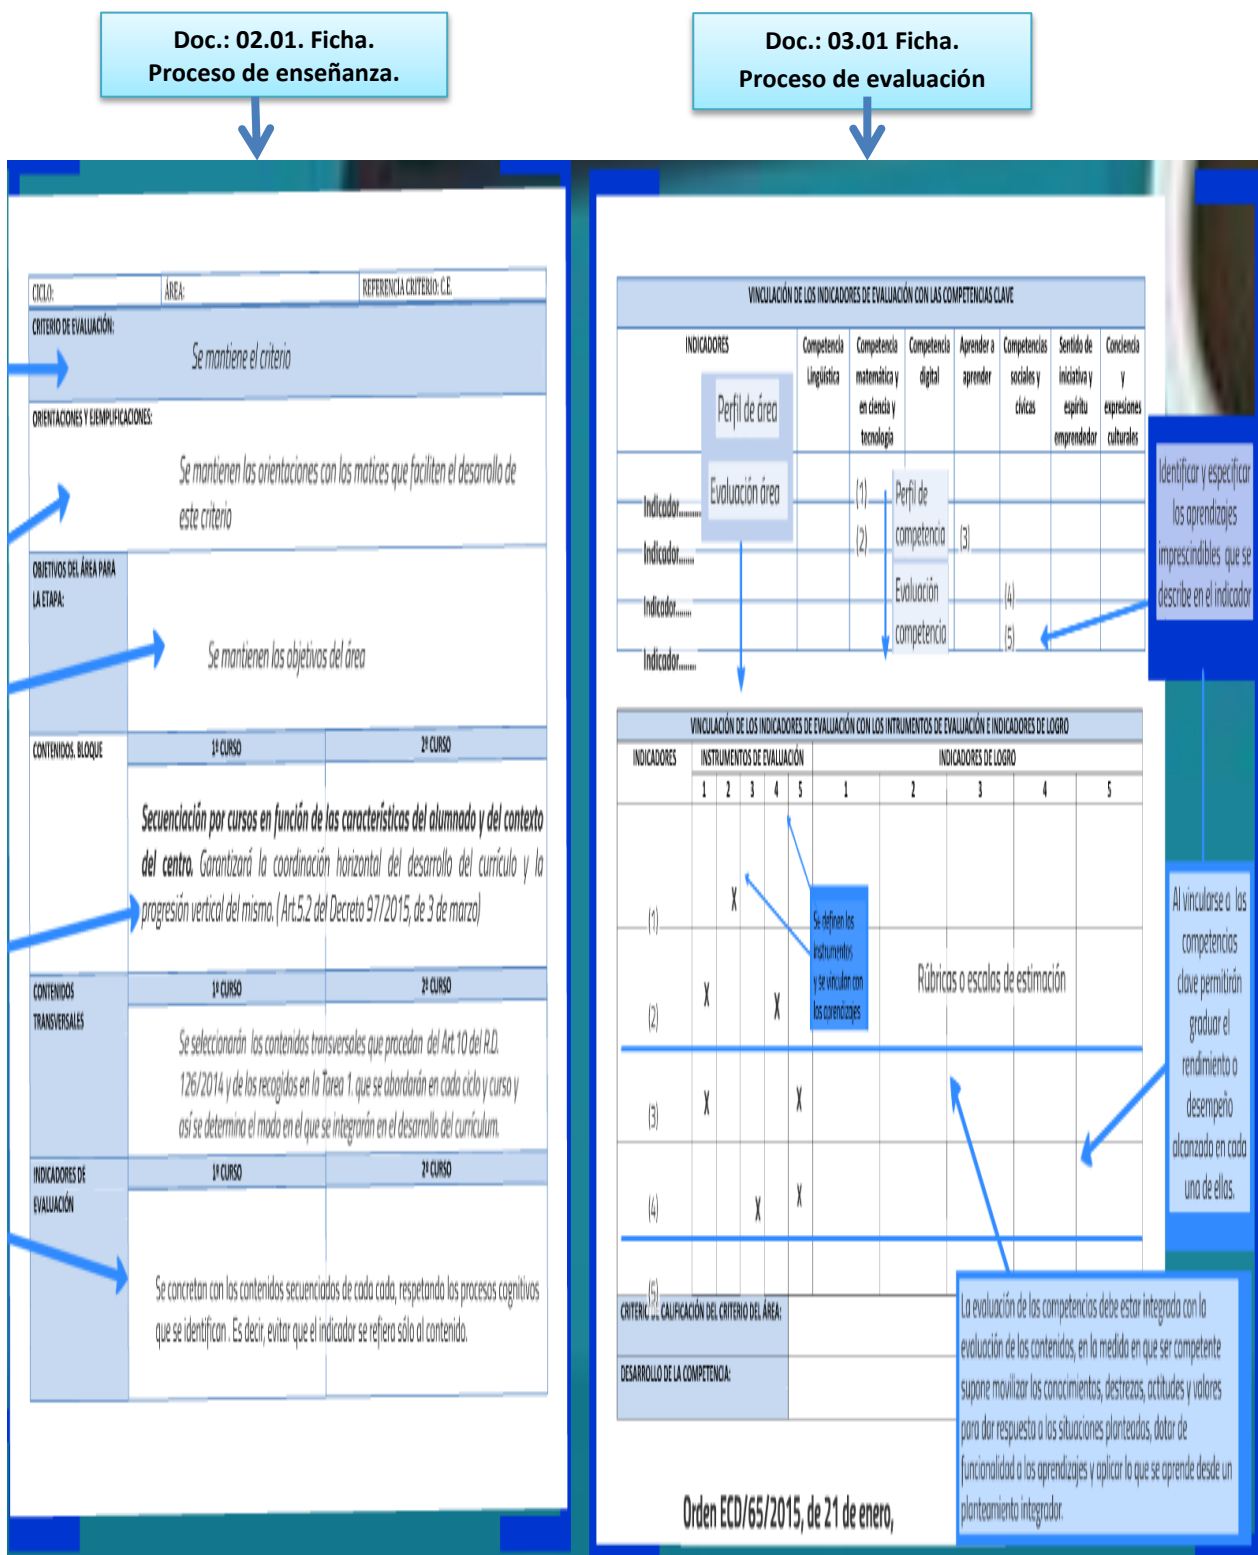 Doc.: 02.01. Ficha.
Proceso de enseñanza.
Doc.: 03.01 Ficha.
Proceso de evaluación
CICLO:
ÁREA:
REFERENCIA CRITERIO: C.E.
CRITERIO DE EVALUACIÓN:
Se mantiene el criterio
ORIENTACIONES Y EJEMPLIFICACIONES:
Se mantienen las orientaciones con los matices que faciliten el desarrollo de
este criterio
OBJETIVOS DEL ÁREA PARA
LA ETAPA:
Se mantienen los objetivos del área
CONTENIDOS. BLOQUE
1º CURSO
2º CURSO
Secuenciación por cursos en función de las características del alumnado y del contexto
del centro. Garantizará la coordinación horizontal del desarrollo del currículo y la
progresión vertical del mismo. ( Art.5.2 del Decreto 97/2015, de 3 de marzo)
CONTENIDOS
TRANSVERSALES
1º CURSO
2º CURSO
Se seleccionarán los contenidos transversales que procedan del Art.10 del R.D.
126/2014 y de los recogidos en la Tarea 1. que se abordarán en cada ciclo y curso y
así se determina el modo en el que se integrarán en el desarrollo del currículum.
INDICADORES DE
EVALUACIÓN
1º CURSO
2º CURSO
Se concretan con los contenidos secuenciados de cada cada, respetando los procesos cognitivos
que se identifican . Es decir, evitar que el indicador se refiera sólo al contenido.
VINCULACIÓN DE LOS INDICADORES DE EVALUACIÓN CON LAS COMPETENCIAS CLAVE
INDICADORES
Competencia
Lingüística
Competencia
matemática y
en ciencia y
tecnología
Competencia
digital
Aprender a
aprender
Competencias
sociales y
cívicas
Sentido de
iniciativa y
espíritu
emprendedor
Conciencia
y
expresiones
culturales
Perfil de área
Evaluación área
Indicador..........
Indicador.......
Indicador......
Indicador........
(1)
(2)
Perfil de
competencia
Evaluación
competencia
(3)
(4)
(5)
Identificar y especificar
los aprendizajes
imprescindibles que se
describe en el indicador
VINCULACIÓN DE LOS INDICADORES DE EVALUACIÓN CON LOS INTRUMENTOS DE EVALUACIÓN E INDICADORES DE LOGRO
INDICADORES
INSTRUMENTOS DE EVALUACIÓN
INDICADORES DE LOGRO
1 2 3 4 5 1 2 3 4 5
(1) X
(2) X X
(3) X X
(4) X X
(5)
Se definen los
instrumentos
y se vinculan con
los aprendizajes
Rúbricas o escalas de estimación
Al vincularse a las
competencias
clave permitirán
graduar el
rendimiento o
desempeño
alcanzado en cada
una de ellas.
CRITERIO DE CALIFICACIÓN DEL CRITERIO DEL ÁREA:
DESARROLLO DE LA COMPETENCIA:
La evaluación de las competencias debe estar integrada con la
evaluación de los contenidos, en la medida en que ser competente
supone movilizar los conocimientos, destrezas, actitudes y valores
para dar respuesta a las situaciones planteadas, dotar de
funcionalidad a los aprendizajes y aplicar lo que se aprende desde un
planteamiento integrador.
Orden ECD/65/2015, de 21 de enero,